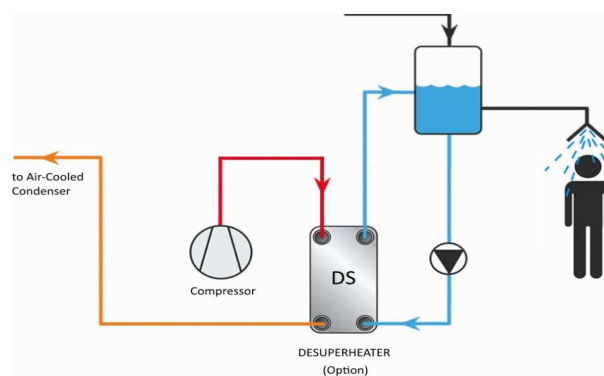 to Air-Cooled
Condenser
Compressor
DS
DESUPERHEATER
(Option)